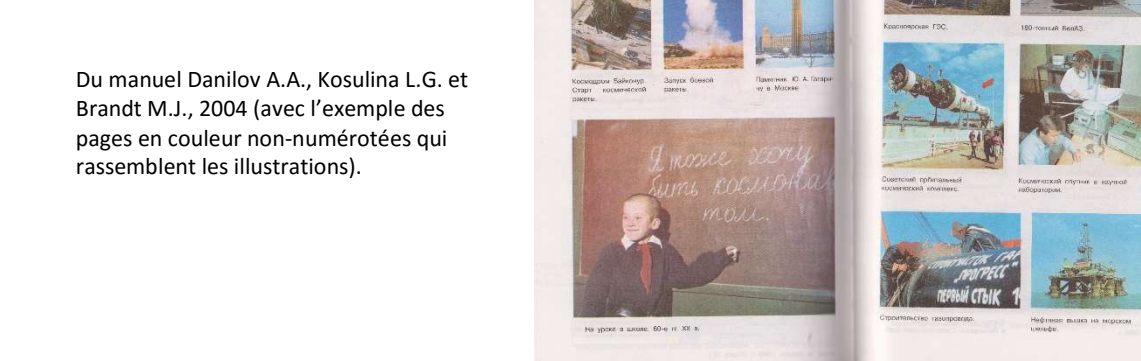 Du manuel Danilov A.A., Kosulina L.G. et
Brandt M.J., 2004 (avec l’exemple des
pages en couleur non-numérotées qui
rassemblent les illustrations).
Космодром Байконур.
Старт космической
ракеты.
Запуск боевой
ракеты.
Памятник Ю. А. Гагари-
ну в Москве.
Я тоже хочу
быть космонав
том.
На уроке в школе. 60-е гг. XX в.
Красноярская ГЭС.
180-тонный БелАЗ.
Советский орбитальный
космический комплекс.
Космический спутник в научной
лаборатории.
ПРОГРЕСС"
ПЕРВЫЙ СТЫК 1
Строительство газопровода.
Нефтяная вышка на морском
шельфе.